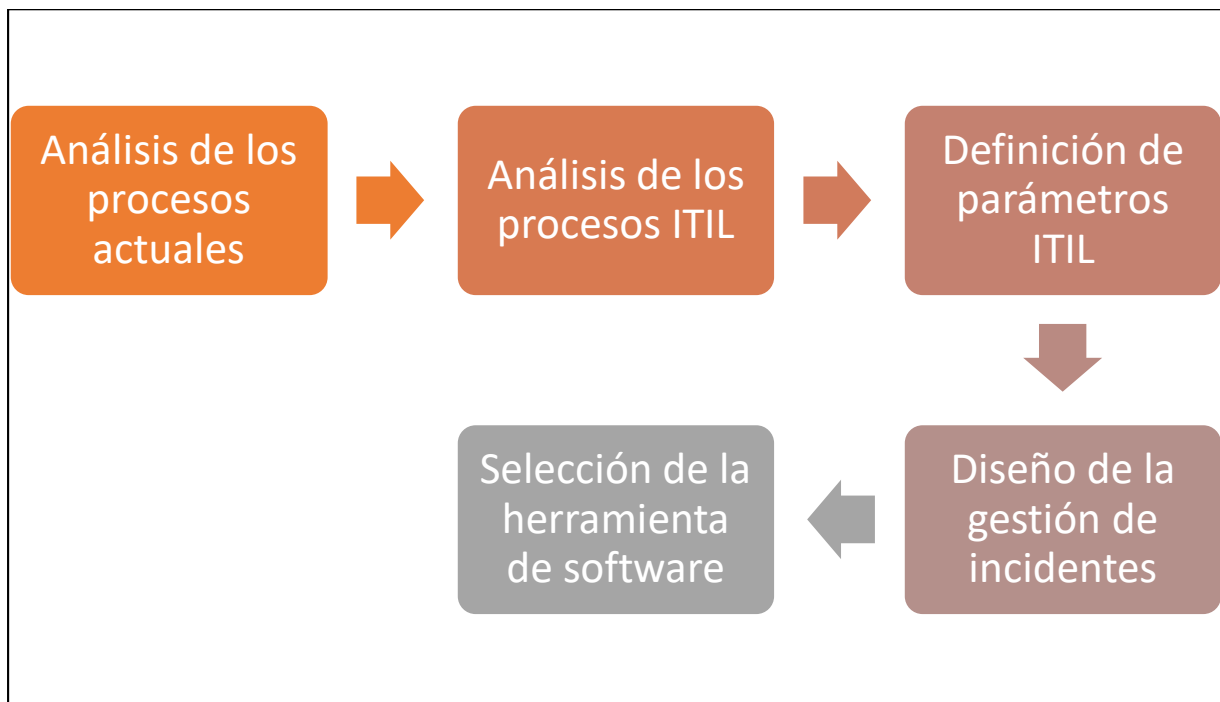 Análisis de los
procesos
actuales
Análisis de los
procesos ITIL
Definición de
parámetros
ITIL
Diseño de la
gestión de
incidentes
Selección de la
herramienta
de software